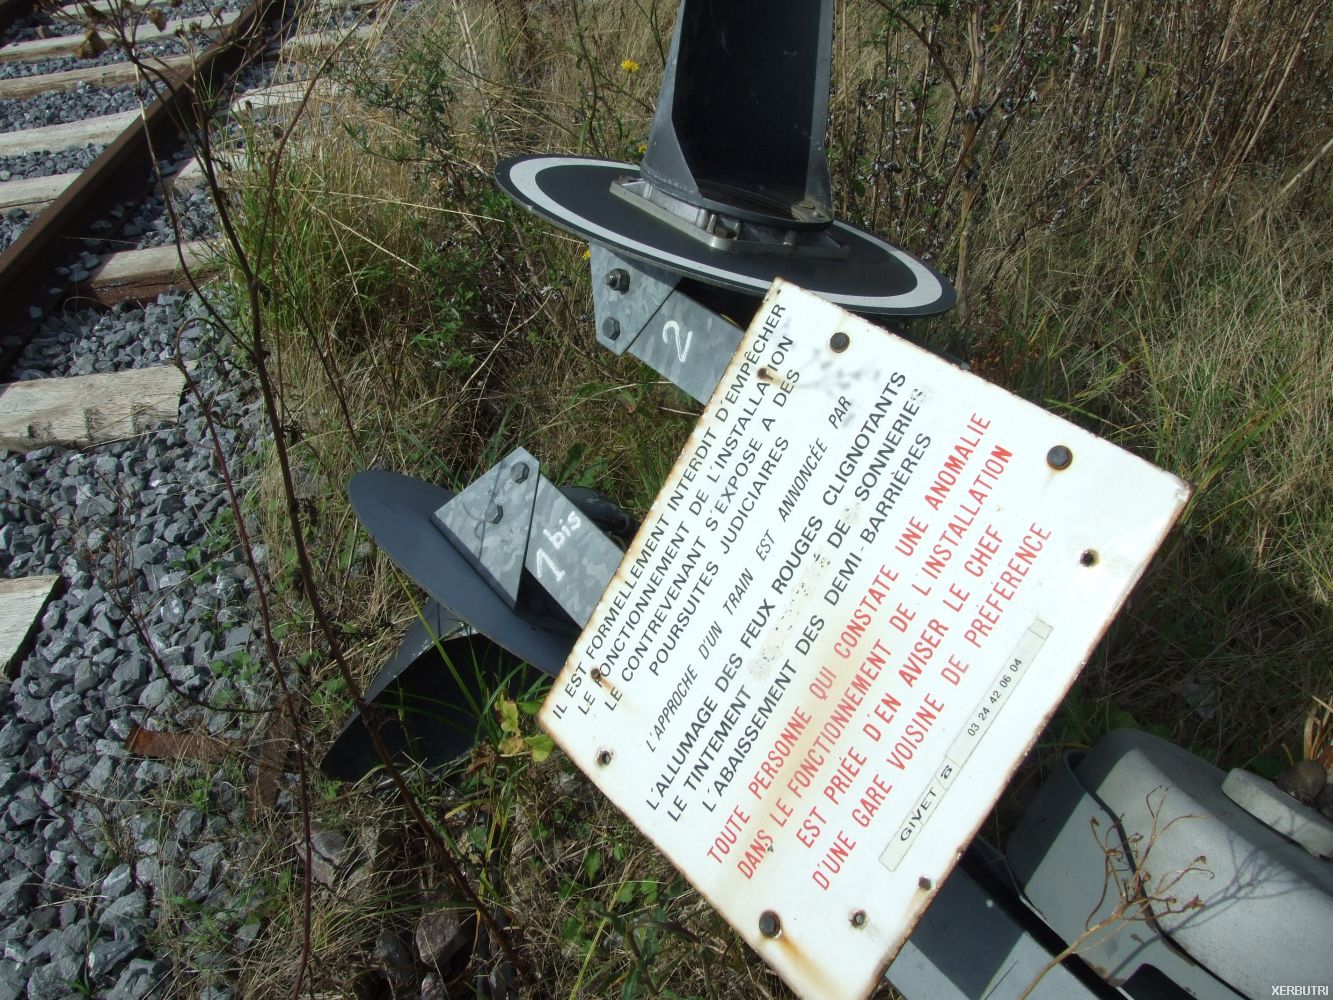 IL EST FORMELLEMENT INTERDIT D'EMPÊCHER
LE FONCTIONNEMENT DE L'INSTALLATION
LE CONTREVENANT S'EXPOSE A DES
POURSUITES JUDICIAIRES
L'APPROCHE D'UN TRAIN EST ANNONCÉE PAR
L'ALLUMAGE DES FEUX ROUGES CLIGNOTANTS
LE TINTEMENT DE SONNERIES
L'ABAISSEMENT DES DEMI-BARRIÈRES
TOUTE PERSONNE QUI CONSTATE UNE ANOMALIE
DANS LE FONCTIONNEMENT DE L'INSTALLATION
EST PRIÉE D'EN AVISER LE CHEF
D'UNE GARE VOISINE DE PRÉFÉRENCE
GIVET 03 24 42 06 04
2
1 bis
XERBUTRI